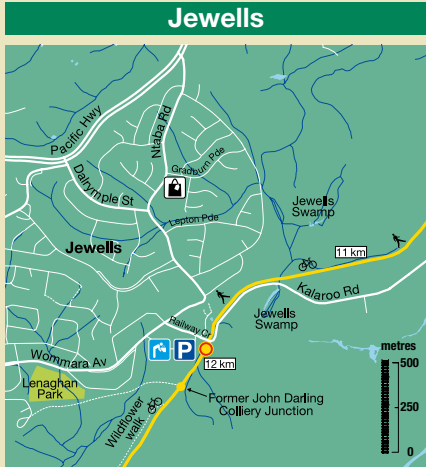 Jewells
Pacific Hwy
Ntaba Rd
Gradburn Pde
Dalrymple St
Lepton Pde
Jewells
Swamp
Jewells
11 km
Kalaroo Rd
Jewells
Swamp
Railway Cr
P
12 km
Wommara Av
Lenaghan
Park
Wildflower
walk
Former John Darling
Colliery Junction
metres
500
250
0